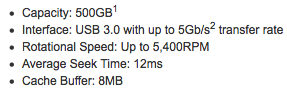 • Capacity: 500GB¹
• Interface: USB 3.0 with up to 5Gb/s² transfer rate
• Rotational Speed: Up to 5,400RPM
• Average Seek Time: 12ms
• Cache Buffer: 8MB